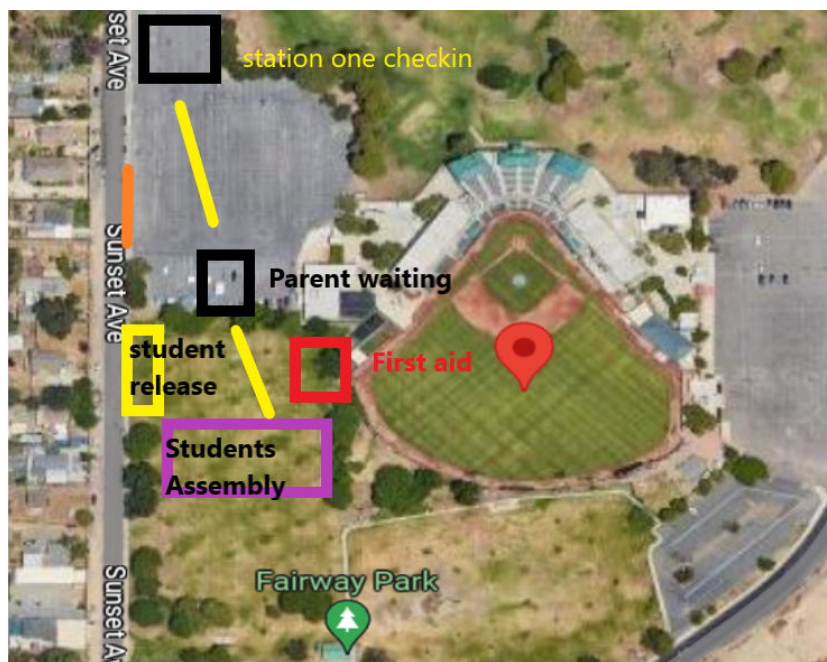 set Ave
station one checkin
Sunset Ave
Parent waiting
student
release
First aid
Students
Assembly
Fairway Park
Sunset Av